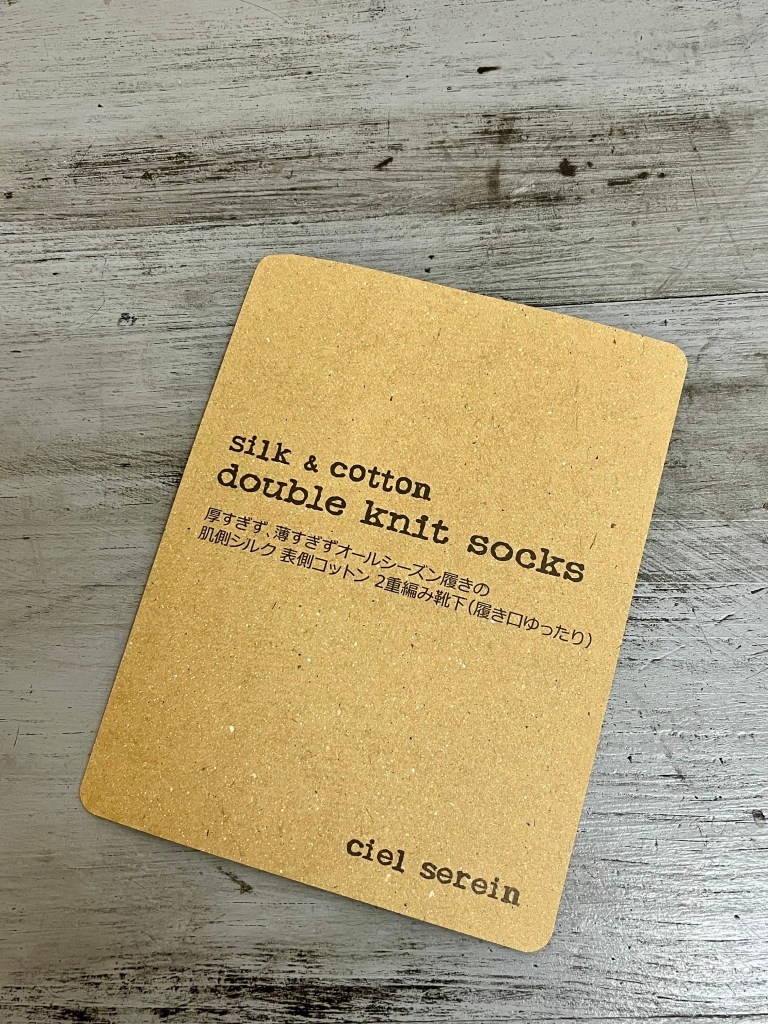 silk & cotton
double knit socks
厚すぎず、薄すぎずオールシーズン履きの
肌側シルク 表側コットン 2重編み靴下(履き口ゆったり)
ciel serein